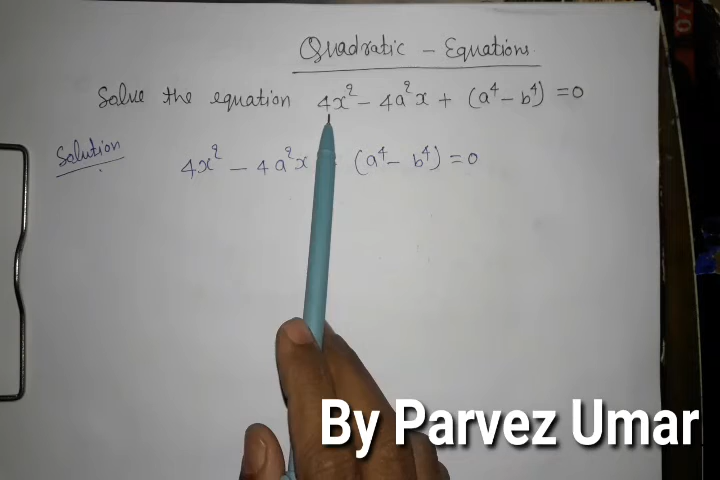 Quadratic - Equations.
Solve the equation 4x² - 4a²x + (a⁴ - b⁴) = 0
Solution
4x² - 4a²x (a⁴ - b⁴) = 0
By Parvez Umar
20